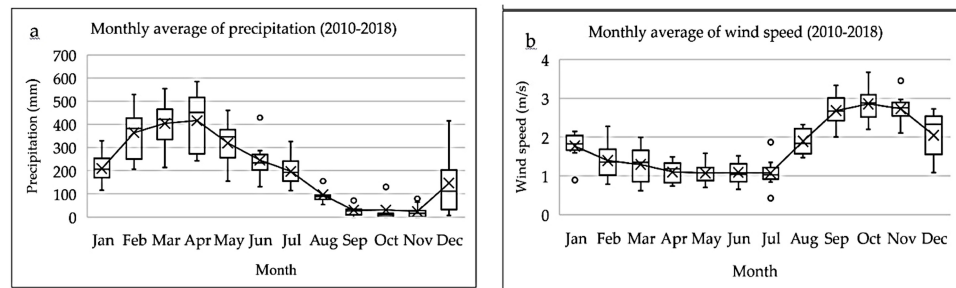 a
Monthly average of precipitation (2010-2018)
Precipitation (mm)
700
600
500
400
300
200
100
0
Jan Feb Mar Apr May Jun Jul Aug Sep Oct Nov Dec
Month
b
Monthly average of wind speed (2010-2018)
Wind speed (m/s)
4
3
2
1
0
Jan Feb Mar Apr May Jun Jul Aug Sep Oct Nov Dec
Month